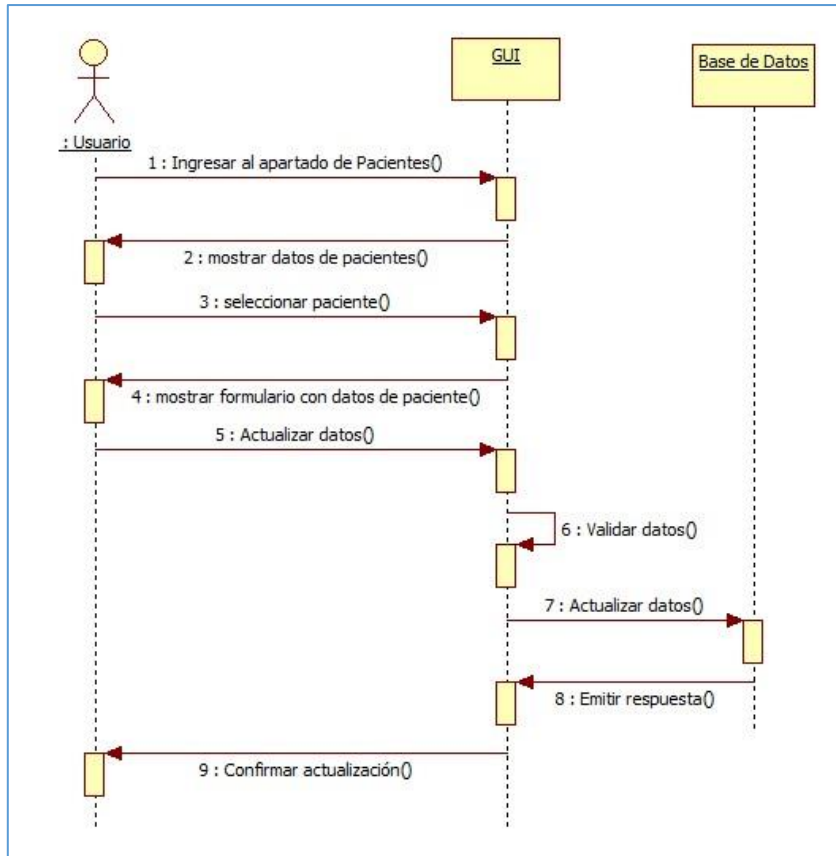 GUI
Base de Datos
: Usuario
1 : Ingresar al apartado de Pacientes()
2 : mostrar datos de pacientes()
3 : seleccionar paciente()
4 : mostrar formulario con datos de paciente()
5 : Actualizar datos()
6 : Validar datos()
7 : Actualizar datos()
8 : Emitir respuesta()
9 : Confirmar actualización()